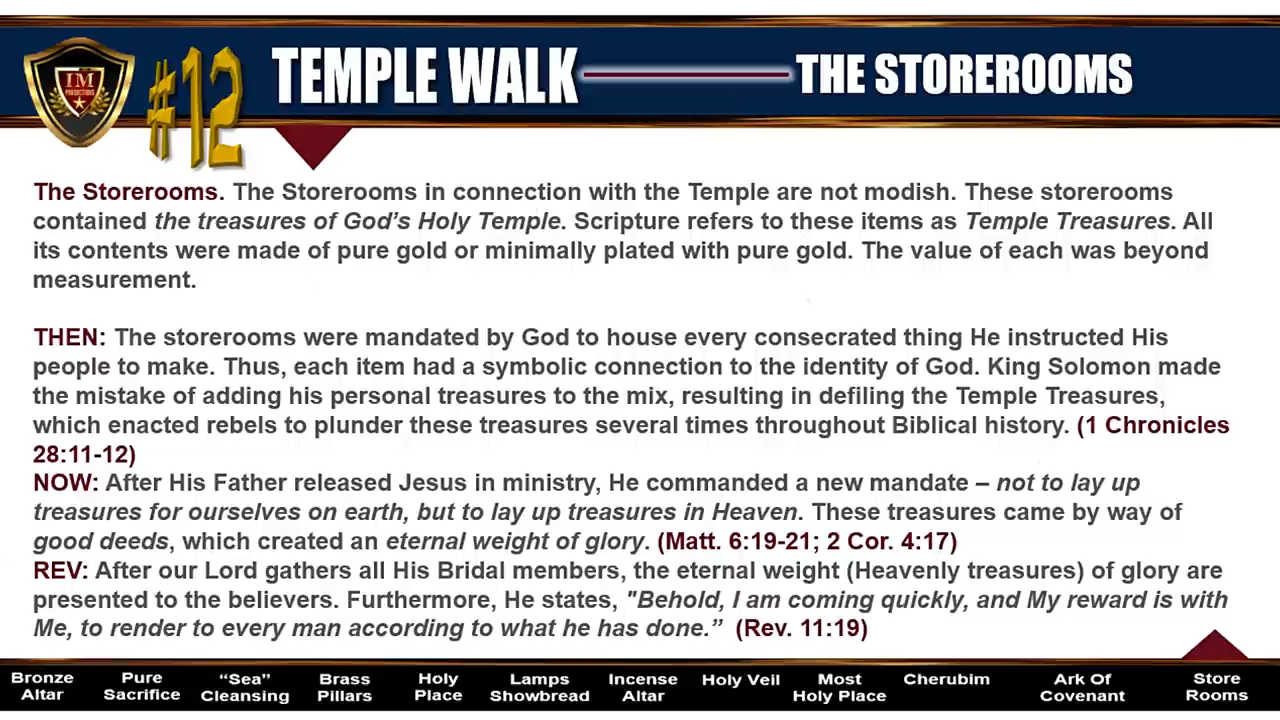 IM
PRODUCTIONS
#12
TEMPLE WALK
THE STOREROOMS
The Storerooms. The Storerooms in connection with the Temple are not modish. These storerooms
contained the treasures of God’s Holy Temple. Scripture refers to these items as Temple Treasures. All
its contents were made of pure gold or minimally plated with pure gold. The value of each was beyond
measurement.
THEN: The storerooms were mandated by God to house every consecrated thing He instructed His
people to make. Thus, each item had a symbolic connection to the identity of God. King Solomon made
the mistake of adding his personal treasures to the mix, resulting in defiling the Temple Treasures,
which enacted rebels to plunder these treasures several times throughout Biblical history. (1 Chronicles
28:11-12)
NOW: After His Father released Jesus in ministry, He commanded a new mandate – not to lay up
treasures for ourselves on earth, but to lay up treasures in Heaven. These treasures came by way of
good deeds, which created an eternal weight of glory. (Matt. 6:19-21; 2 Cor. 4:17)
REV: After our Lord gathers all His Bridal members, the eternal weight (Heavenly treasures) of glory are
presented to the believers. Furthermore, He states, "Behold, I am coming quickly, and My reward is with
Me, to render to every man according to what he has done.” (Rev. 11:19)
Bronze Altar
Pure Sacrifice
“Sea” Cleansing
Brass Pillars
Holy Place
Lamps Showbread
Incense Altar
Holy Veil
Most Holy Place
Cherubim
Ark Of Covenant
Store Rooms